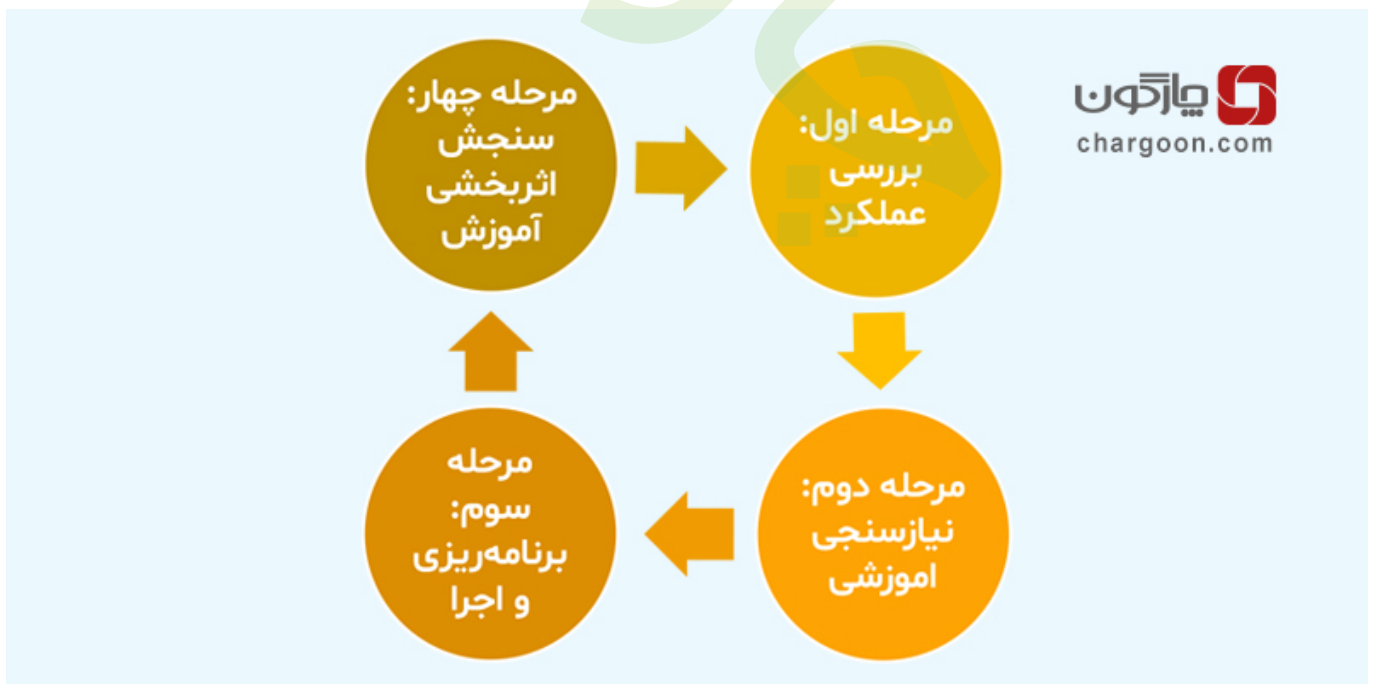 چارگون
chargoon.com
مرحله اول:
بررسی
عملکرد
مرحله دوم:
نیازسنجی
اموزشی
مرحله
سوم:
برنامه‌ریزی
و اجرا
مرحله چهار:
سنجش
اثربخشی
آموزش